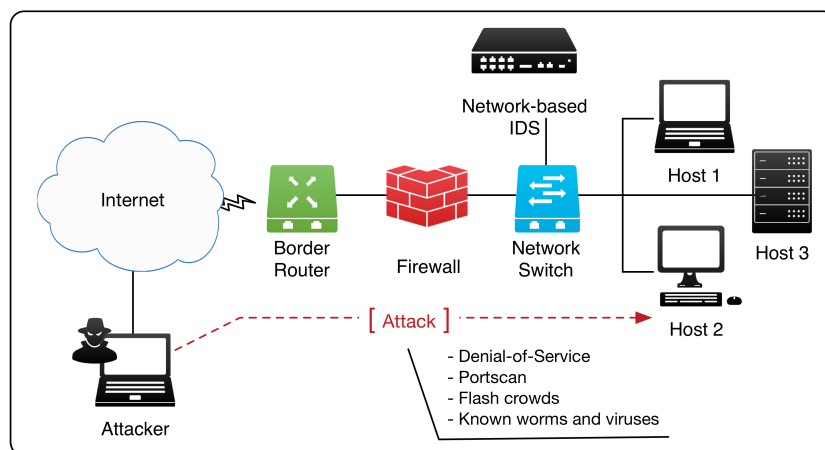 Network-based
IDS
Internet
Border
Router
Firewall
Network
Switch
Host 1
Host 3
Host 2
[ Attack ]
Attacker
- Denial-of-Service
- Portscan
- Flash crowds
- Known worms and viruses